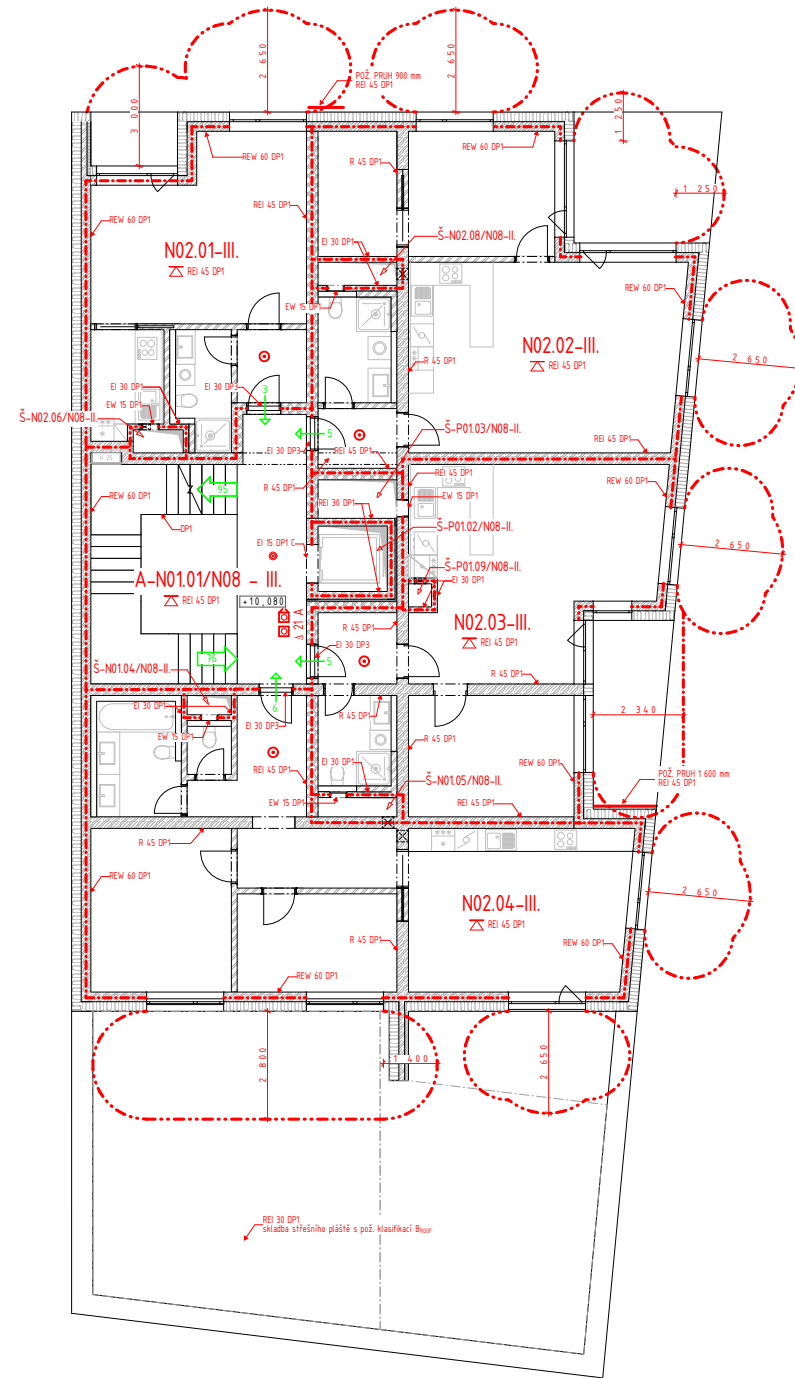 2 650
2 650
POŽ. PRUH 900 mm
REI 45 DP1
3 000
1 250
REW 60 DP1
R 45 DP1
REW 60 DP1
1 250
REI 45 DP1
REW 60 DP1
Š-N02.08/N08-II.
N02.01-III.
EI 30 DP1
REI 45 DP1
REW 60 DP1
EW 15 DP1
N02.02-III.
2 650
R 45 DP1
REI 45 DP1
EI 30 DP1
EI 30 DP3
3
EW 15 DP1
Š-N02.06/N08-II.
5
Š-P01.03/N08-II.
REI 45 DP1
EI 30 DP3
REI 45 DP1
REI 45 DP1
R 45 DP1
REW 60 DP1
REW 60 DP1
95
EW 15 DP1
REI 30 DP1
DP1
Š-P01.02/N08-II.
EI 15 DP1 C
2 650
Š-P01.09/N08-II.
A-N01.01/N08 - III.
EI 30 DP1
REI 45 DP1
+10,080
21 A
N02.03-III.
R 45 DP1
REI 45 DP1
EI 30 DP3
76
5
Š-N01.04/N08-II.
R 45 DP1
6
EI 30 DP1
EI 30 DP3
R 45 DP1
2 340
EW 15 DP1
R 45 DP1
EI 30 DP1
REW 60 DP1
REI 45 DP1
Š-N01.05/N08-II.
POŽ. PRUH 1 600 mm
REI 45 DP1
EW 15 DP1
REI 45 DP1
R 45 DP1
REW 60 DP1
2 650
N02.04-III.
REI 45 DP1
R 45 DP1
REW 60 DP1
REW 60 DP1
2 800
1 400
2 650
REI 30 DP1
skladba střešního pláště s pož. klasifikací BROOF